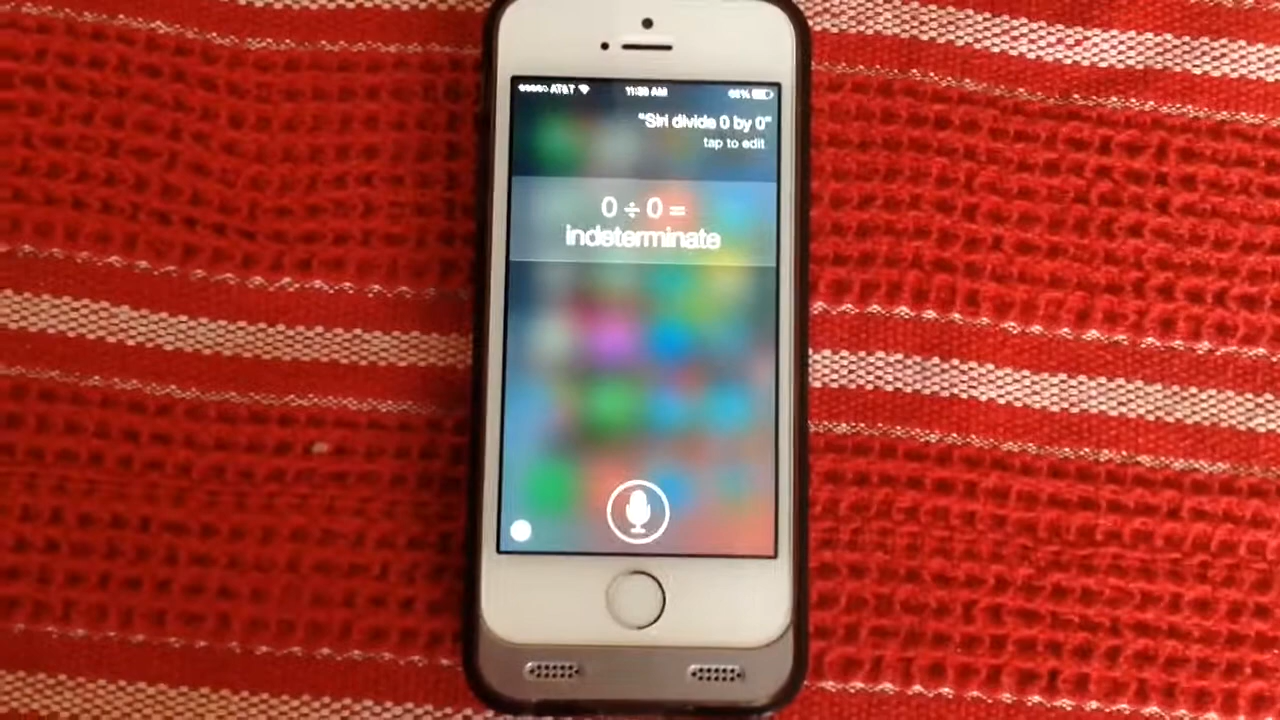 AT&T
"Siri divide 0 by 0"
tap to edit
0 ÷ 0 =
indeterminate